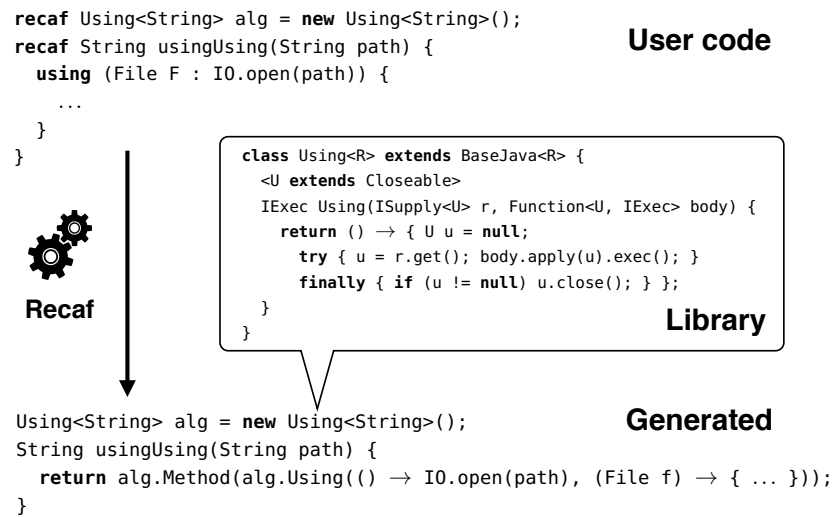 recaf Using<String> alg = new Using<String>();
recaf String usingUsing(String path) {
using (File F : IO.open(path)) {
...
}
}
User code
class Using<R> extends BaseJava<R> {
<U extends Closeable>
IExec Using(ISupply<U> r, Function<U, IExec> body) {
return () → { U u = null;
try { u = r.get(); body.apply(u).exec(); }
finally { if (u != null) u.close(); } };
}
}
Library
Recaf
Generated
Using<String> alg = new Using<String>();
String usingUsing(String path) {
return alg.Method(alg.Using(() → IO.open(path), (File f) → { ... }));
}